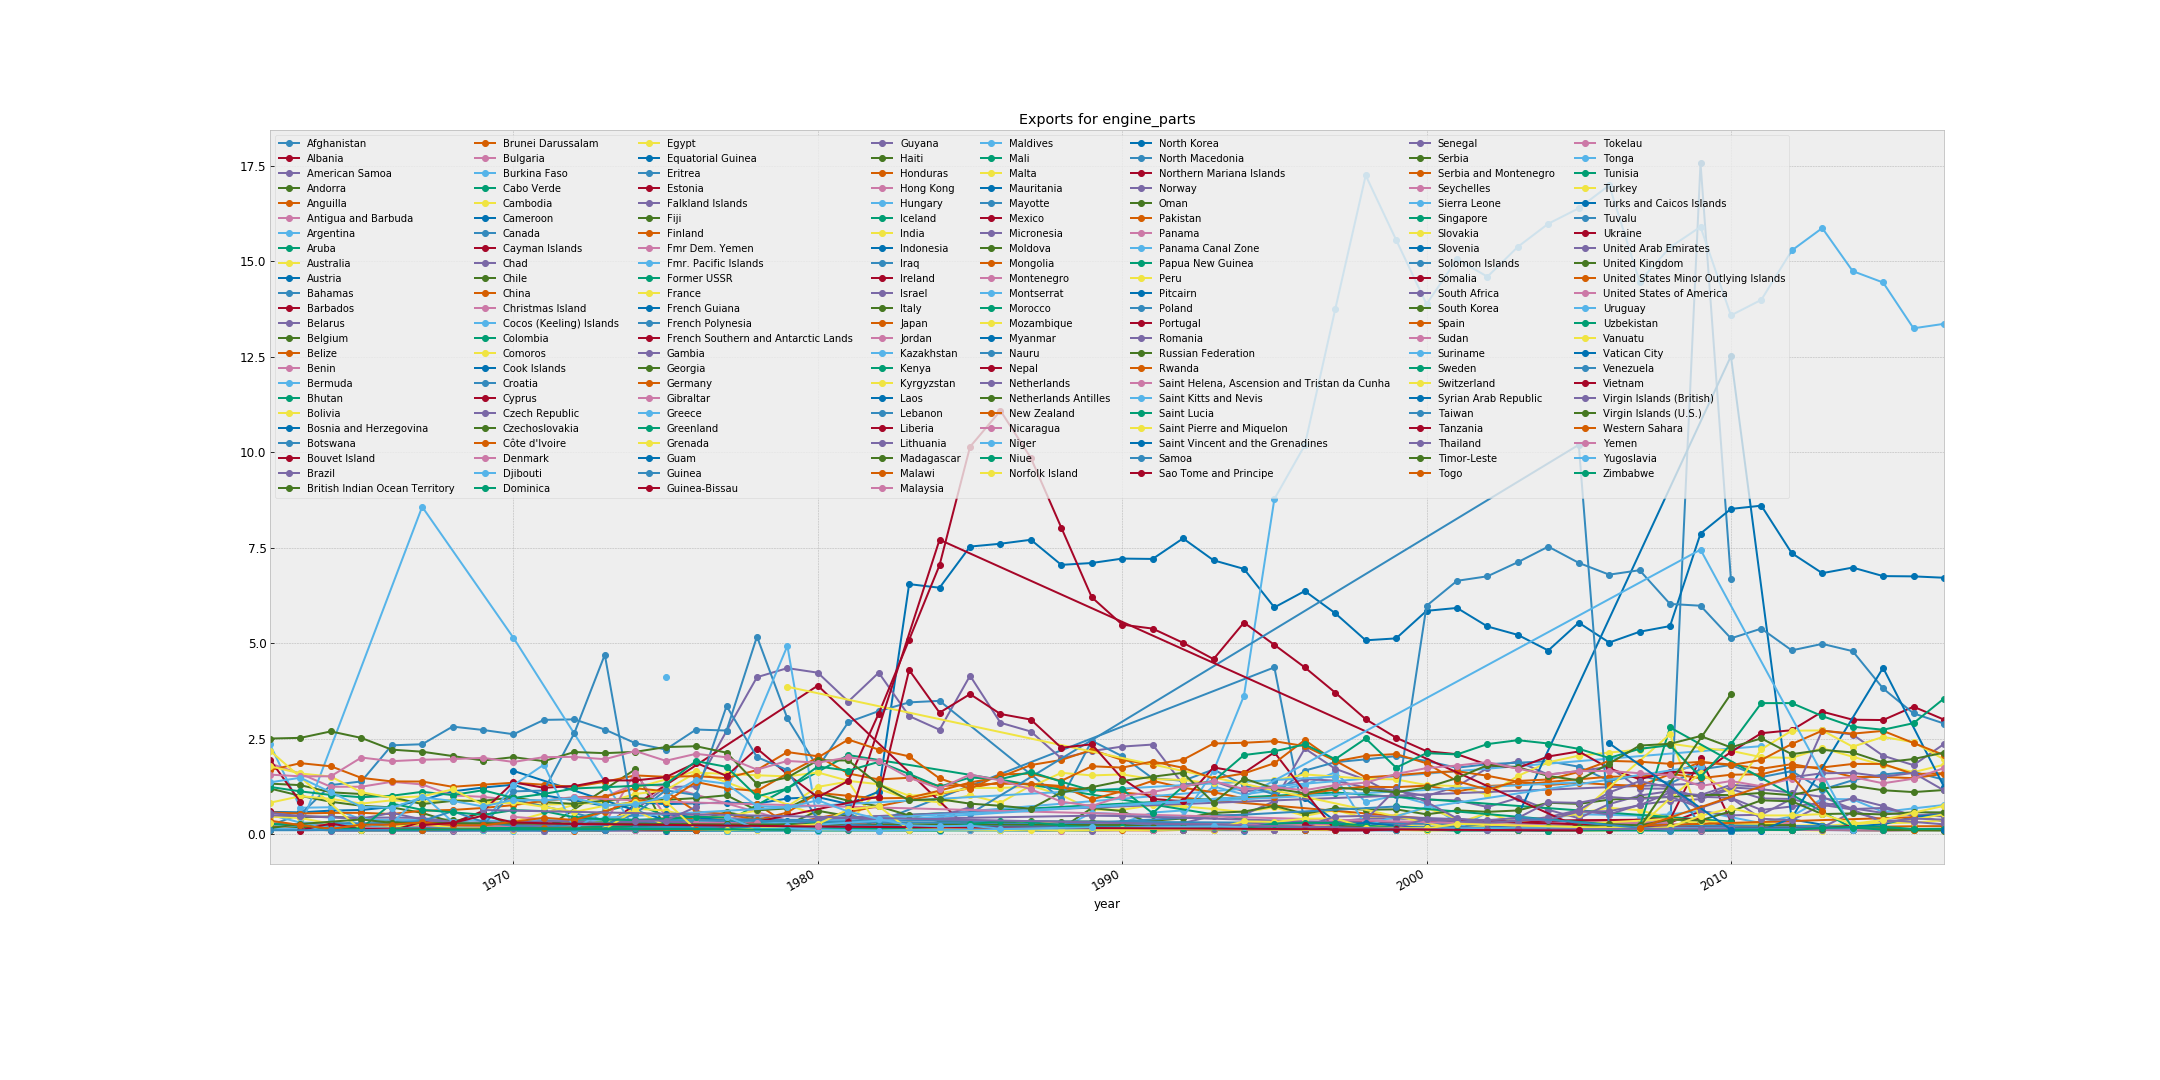 Exports for engine_parts
17.5
15.0
12.5
10.0
7.5
5.0
2.5
0.0
Afghanistan
Albania
American Samoa
Andorra
Anguilla
Antigua and Barbuda
Argentina
Aruba
Australia
Austria
Bahamas
Barbados
Belarus
Belgium
Belize
Benin
Bermuda
Bhutan
Bolivia
Bosnia and Herzegovina
Botswana
Bouvet Island
Brazil
British Indian Ocean Territory
Brunei Darussalam
Bulgaria
Burkina Faso
Cabo Verde
Cambodia
Cameroon
Canada
Cayman Islands
Chad
Chile
China
Christmas Island
Cocos (Keeling) Islands
Colombia
Comoros
Cook Islands
Croatia
Cyprus
Czech Republic
Czechoslovakia
Côte d'Ivoire
Denmark
Djibouti
Dominica
Egypt
Equatorial Guinea
Eritrea
Estonia
Falkland Islands
Fiji
Finland
Fmr Dem. Yemen
Fmr. Pacific Islands
Former USSR
France
French Guiana
French Polynesia
French Southern and Antarctic Lands
Gambia
Georgia
Germany
Gibraltar
Greece
Greenland
Grenada
Guam
Guinea
Guinea-Bissau
Guyana
Haiti
Honduras
Hong Kong
Hungary
Iceland
India
Indonesia
Iraq
Ireland
Israel
Italy
Japan
Jordan
Kazakhstan
Kenya
Kyrgyzstan
Laos
Lebanon
Liberia
Lithuania
Madagascar
Malawi
Malaysia
Maldives
Mali
Malta
Mauritania
Mayotte
Mexico
Micronesia
Moldova
Mongolia
Montenegro
Montserrat
Morocco
Mozambique
Myanmar
Nauru
Nepal
Netherlands
Netherlands Antilles
New Zealand
Nicaragua
Niger
Niue
Norfolk Island
North Korea
North Macedonia
Northern Mariana Islands
Norway
Oman
Pakistan
Panama
Panama Canal Zone
Papua New Guinea
Peru
Pitcairn
Poland
Portugal
Romania
Russian Federation
Rwanda
Saint Helena, Ascension and Tristan da Cunha
Saint Kitts and Nevis
Saint Lucia
Saint Pierre and Miquelon
Saint Vincent and the Grenadines
Samoa
Sao Tome and Principe
Senegal
Serbia
Serbia and Montenegro
Seychelles
Sierra Leone
Singapore
Slovakia
Slovenia
Solomon Islands
Somalia
South Africa
South Korea
Spain
Sudan
Suriname
Sweden
Switzerland
Syrian Arab Republic
Taiwan
Tanzania
Thailand
Timor-Leste
Togo
Tokelau
Tonga
Tunisia
Turkey
Turks and Caicos Islands
Tuvalu
Ukraine
United Arab Emirates
United Kingdom
United States Minor Outlying Islands
United States of America
Uruguay
Uzbekistan
Vanuatu
Vatican City
Venezuela
Vietnam
Virgin Islands (British)
Virgin Islands (U.S.)
Western Sahara
Yemen
Yugoslavia
Zimbabwe
1970
1980
1990
2000
2010
year